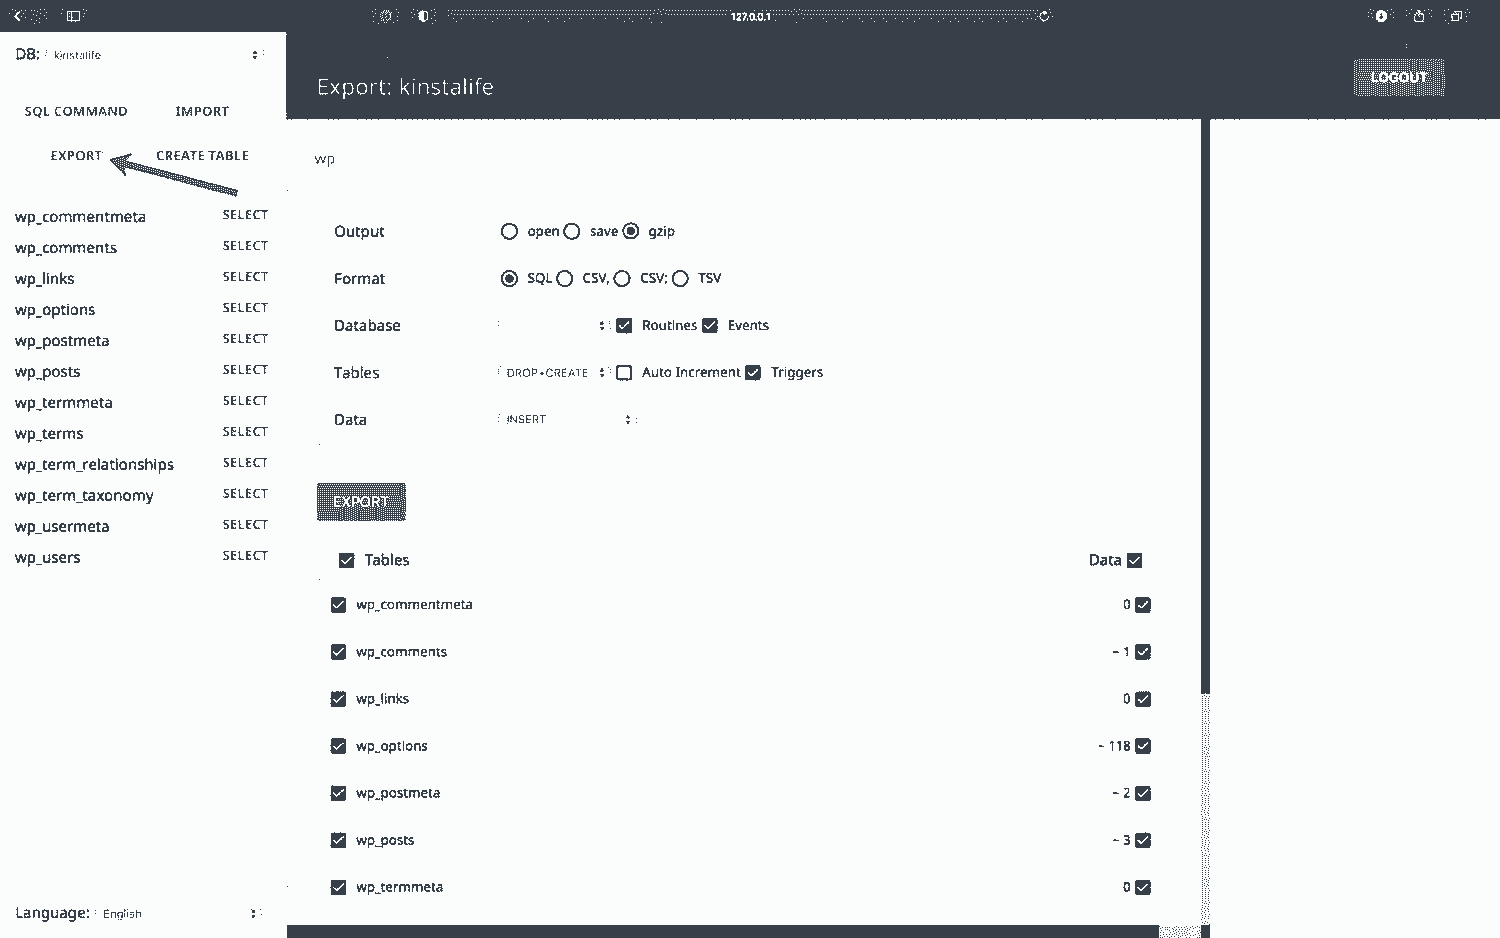 127.0.0.1
DB: kinstalife
SQL COMMAND IMPORT
EXPORT CREATE TABLE
wp_commentmeta SELECT
wp_comments SELECT
wp_links SELECT
wp_options SELECT
wp_postmeta SELECT
wp_posts SELECT
wp_termmeta SELECT
wp_terms SELECT
wp_term_relationships SELECT
wp_term_taxonomy SELECT
wp_usermeta SELECT
wp_users SELECT
Language: English
Export: kinstalife
LOGOUT
wp
Output open save gzip
Format SQL CSV, CSV; TSV
Database Routines Events
Tables DROP+CREATE Auto Increment Triggers
Data INSERT
EXPORT
Tables Data
wp_commentmeta 0
wp_comments ~ 1
wp_links 0
wp_options ~ 118
wp_postmeta ~ 2
wp_posts ~ 3
wp_termmeta 0